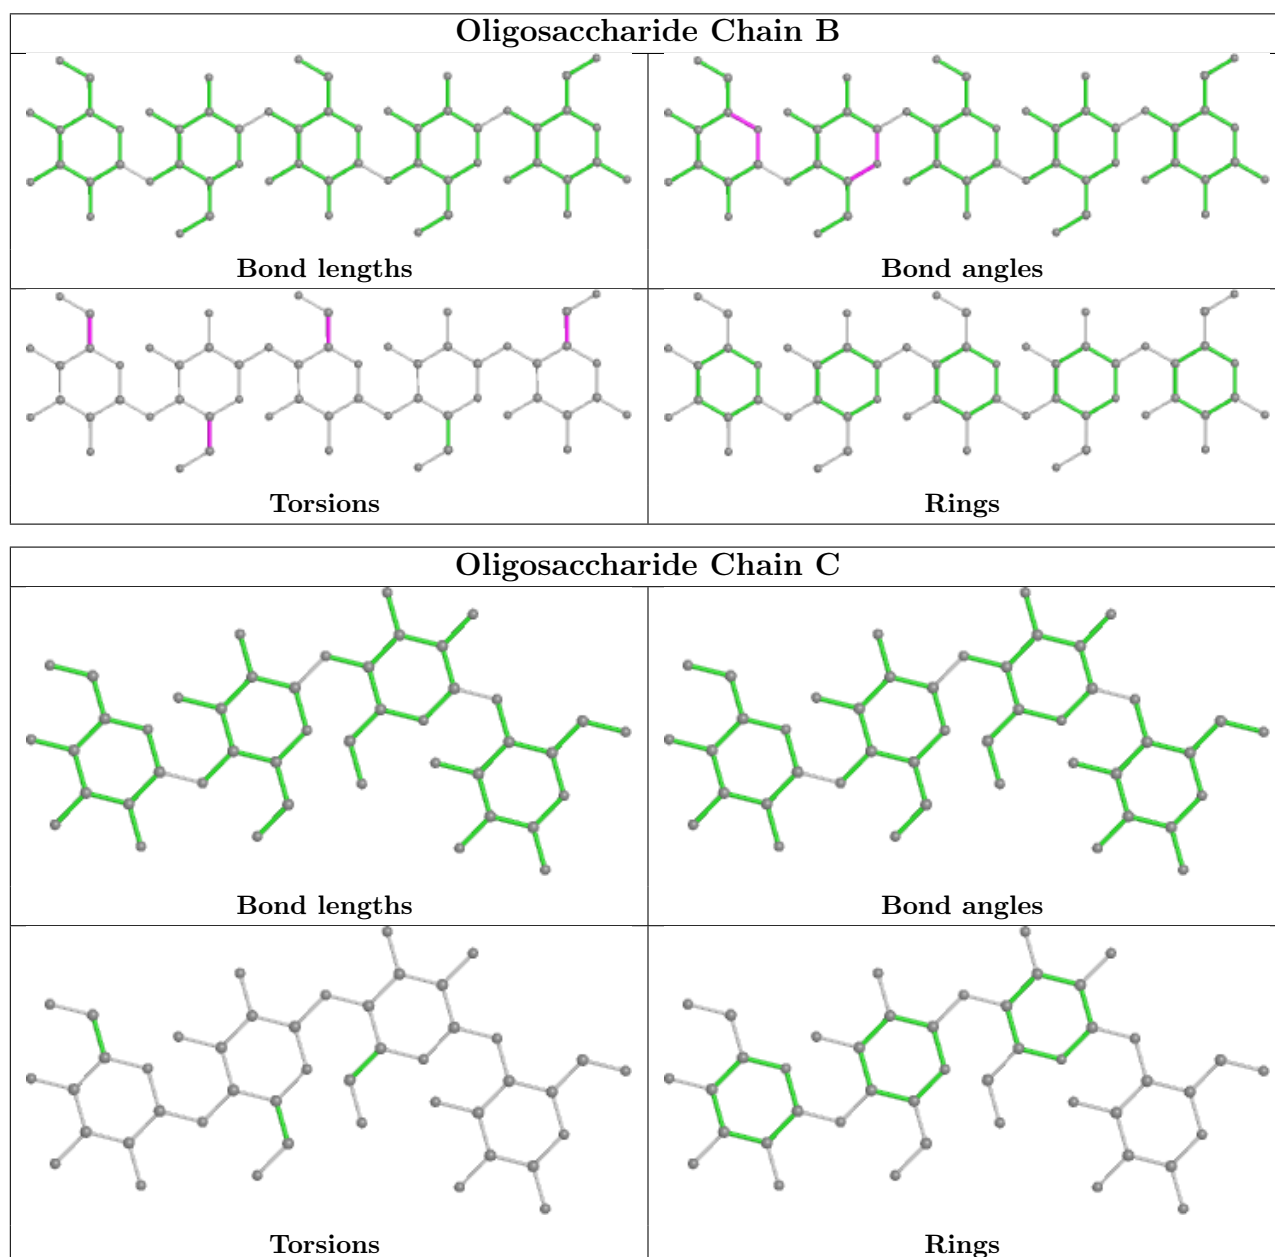 Oligosaccharide Chain B
Bond lengths
Bond angles
Torsions
Rings
Oligosaccharide Chain C
Bond lengths
Bond angles
Torsions
Rings